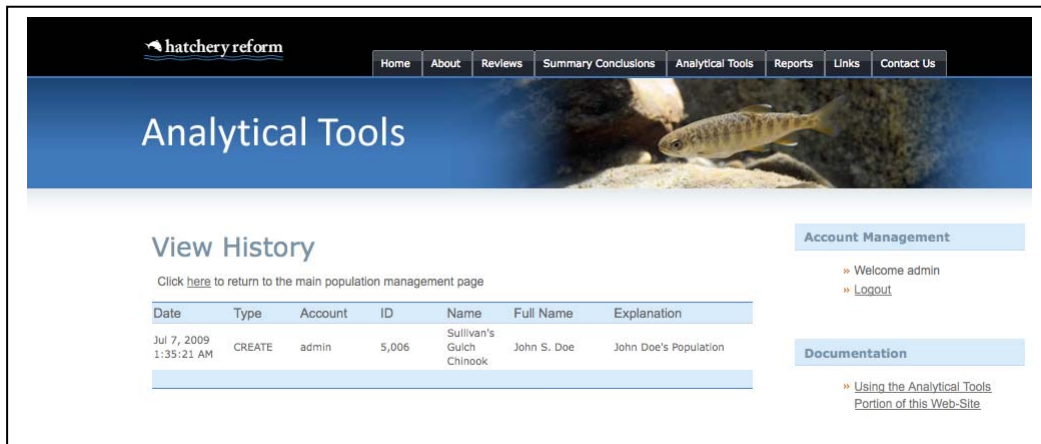 hatchery reform
Home About Reviews Summary Conclusions Analytical Tools Reports Links Contact Us
Analytical Tools
View History
Click here to return to the main population management page
Date Type Account ID Name Full Name Explanation
Jul 7, 2009 1:35:21 AM CREATE admin 5,006 Sullivan's Gulch Chinook John S. Doe John Doe's Population
Account Management
» Welcome admin
» Logout
Documentation
» Using the Analytical Tools
Portion of this Web-Site